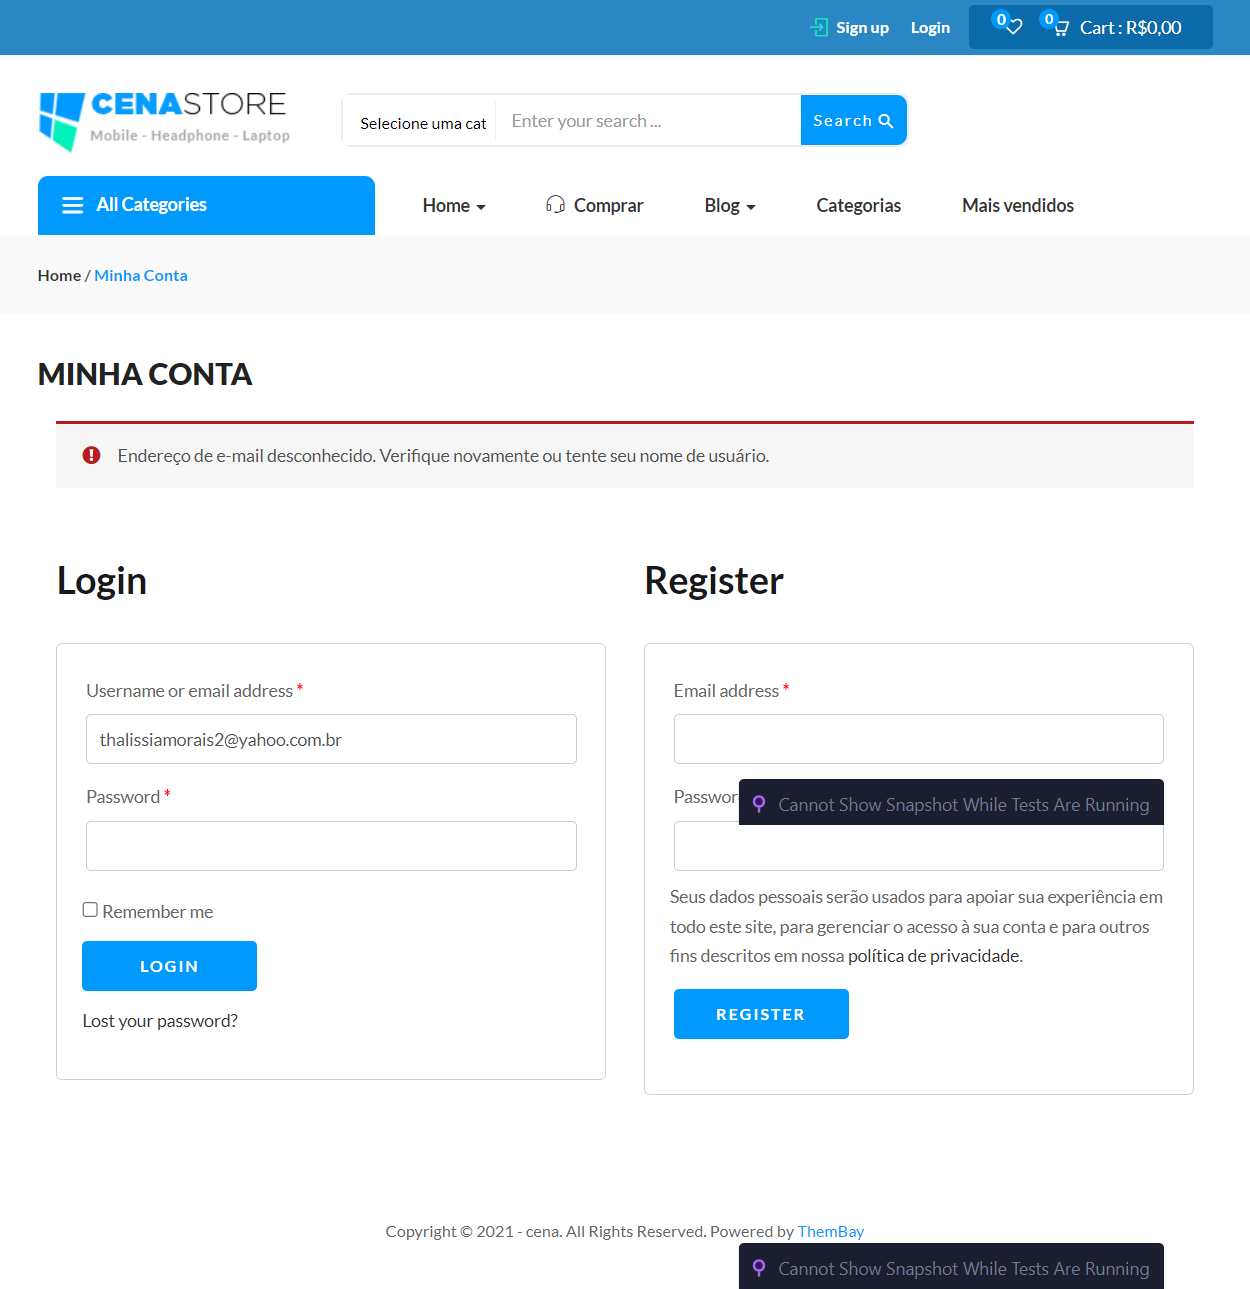 Sign up
Login
0
0
Cart : R$0,00
CENASTORE
Mobile - Headphone - Laptop
Selecione uma cat
Enter your search ...
Search
All Categories
Home
Comprar
Blog
Categorias
Mais vendidos
Home / Minha Conta
MINHA CONTA
Endereço de e-mail desconhecido. Verifique novamente ou tente seu nome de usuário.
Login
Username or email address *
thalissiamorais2@yahoo.com.br
Password *
Remember me
LOGIN
Lost your password?
Register
Email address *
Passwor
Cannot Show Snapshot While Tests Are Running
Seus dados pessoais serão usados para apoiar sua experiência em
todo este site, para gerenciar o acesso à sua conta e para outros
fins descritos em nossa política de privacidade.
REGISTER
Copyright © 2021 - cena. All Rights Reserved. Powered by ThemBay
Cannot Show Snapshot While Tests Are Running